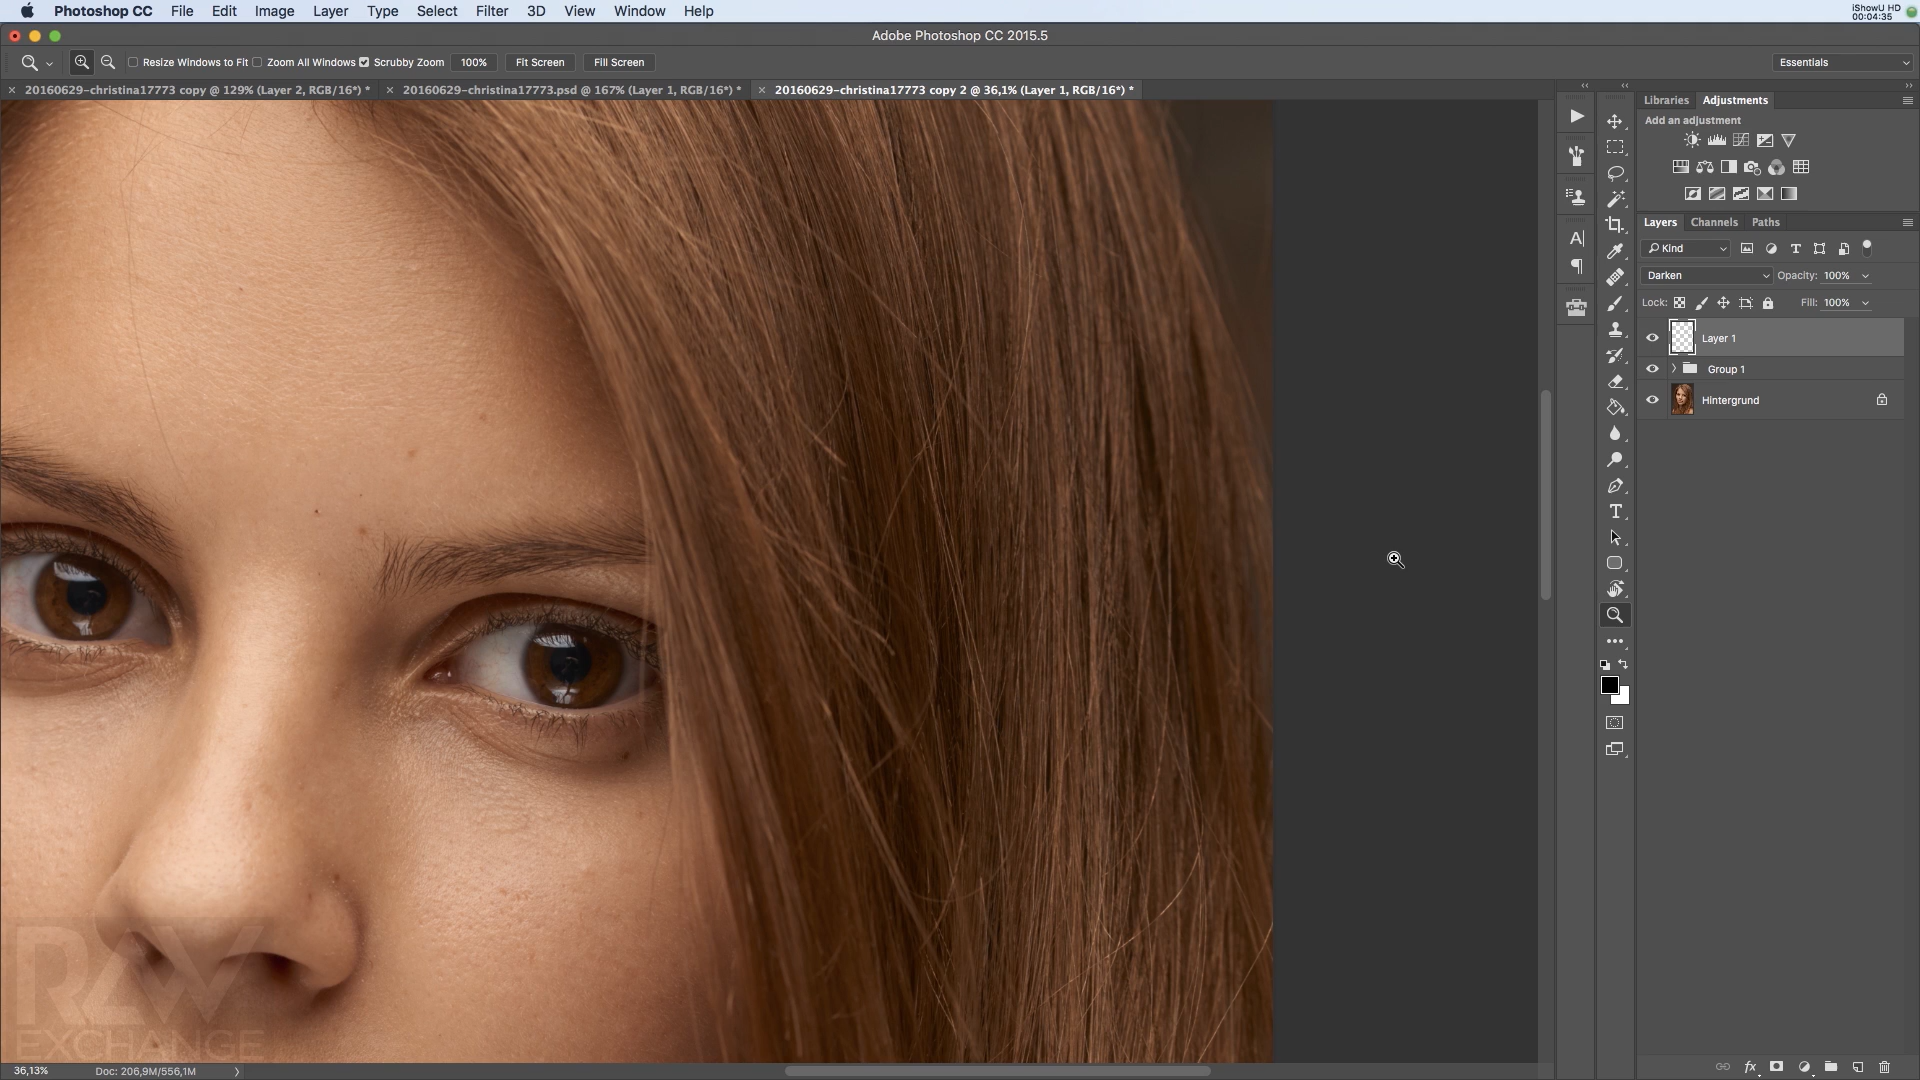 Photoshop CC File Edit Image Layer Type Select Filter 3D View Window Help
iShowU HD
00:04:35
Adobe Photoshop CC 2015.5
Resize Windows to Fit Zoom All Windows Scrubby Zoom 100% Fit Screen Fill Screen Essentials
20160629-christina17773 copy @ 129% (Layer 2, RGB/16*) * 20160629-christina17773.psd @ 167% (Layer 1, RGB/16*) * 20160629-christina17773 copy 2 @ 36,1% (Layer 1, RGB/16*) *
Libraries Adjustments
Add an adjustment
Layers Channels Paths
Kind
Darken Opacity: 100%
Lock: Fill: 100%
Layer 1
Group 1
Hintergrund
RAW
EXCHANGE
36,13% Doc: 206,9M/556,1M